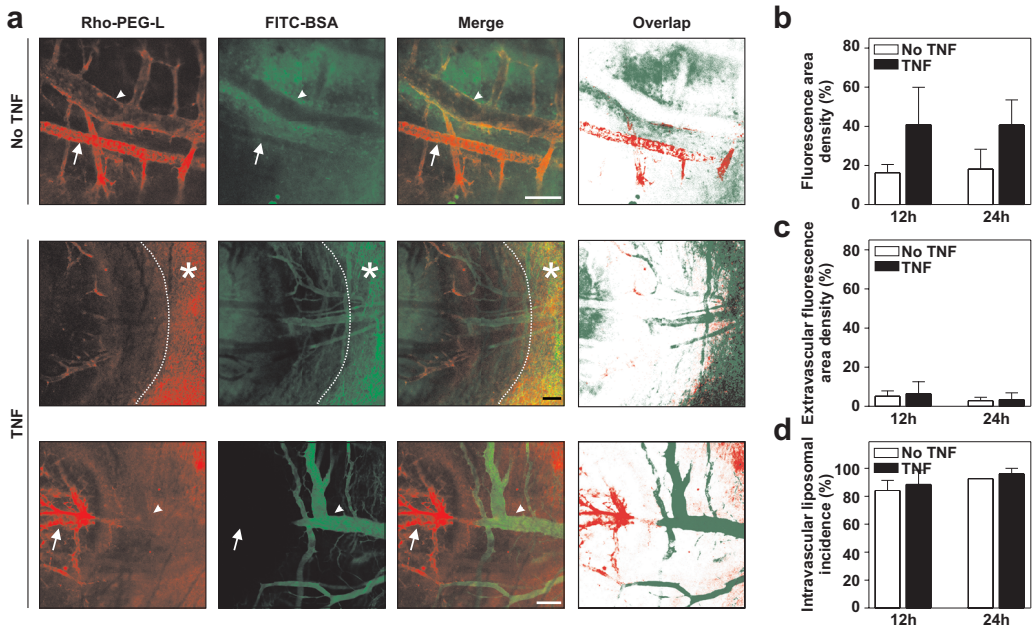 a
Rho-PEG-L FITC-BSA Merge Overlap
No TNF
TNF
*
*
*
b
Fluorescence area
density (%)
80
60
40
20
0
No TNF
TNF
12h 24h
c
Extravascular fluorescence
area density (%)
80
60
40
20
0
No TNF
TNF
12h 24h
d
Intravascular liposomal
incidence (%)
100
80
60
40
20
0
No TNF
TNF
12h 24h